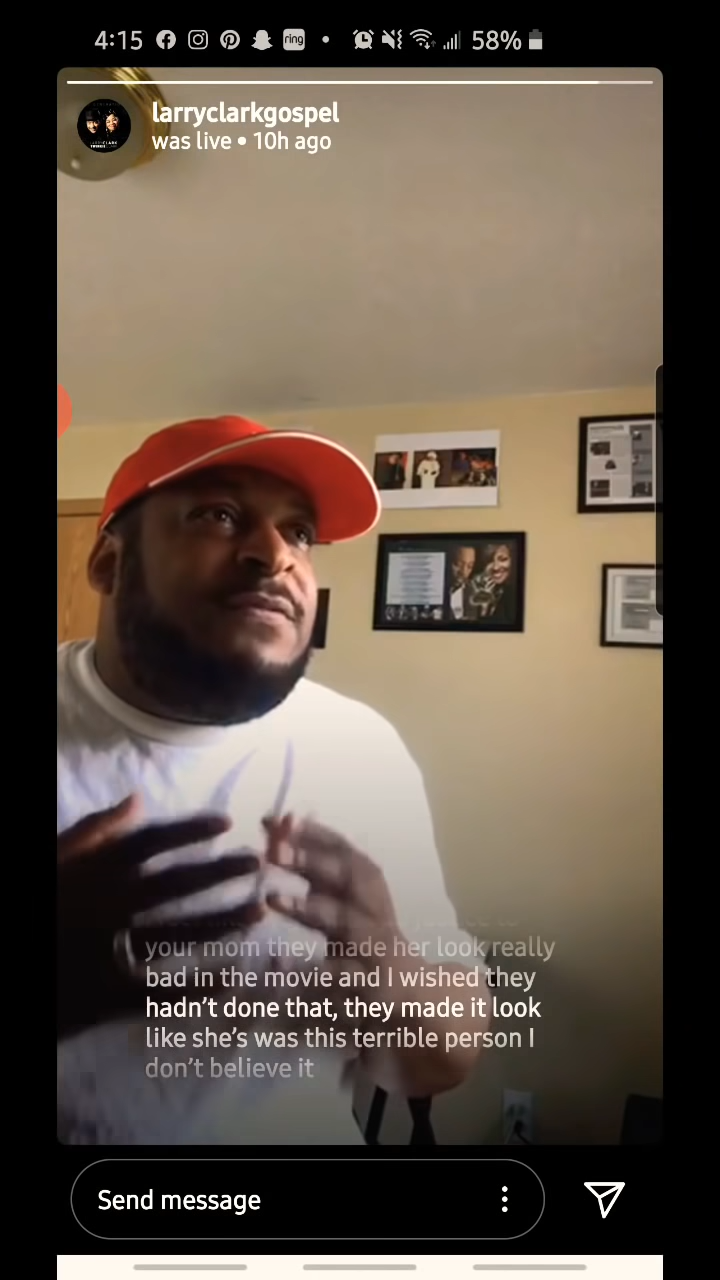 4:15 ring • 58%
larryclarkgospel
was live • 10h ago
your mom they made her look really
bad in the movie and I wished they
hadn't done that, they made it look
like she's was this terrible person I
don't believe it
Send message